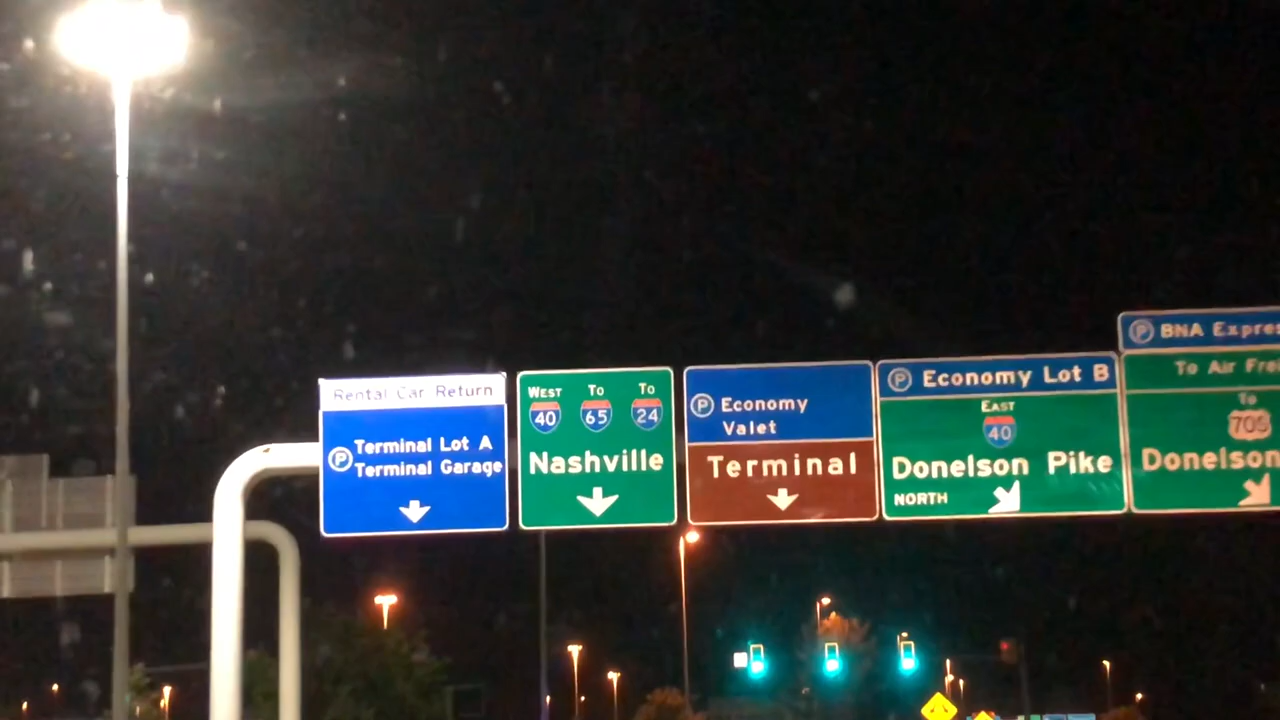 Rental Car Return
P Terminal Lot A
Terminal Garage
WEST TO TO
40 65 24
Nashville
P Economy
Valet
Terminal
P Economy Lot B
EAST
40
Donelson Pike
NORTH
P BNA Expres
To Air Frei
To
70S
Donelson